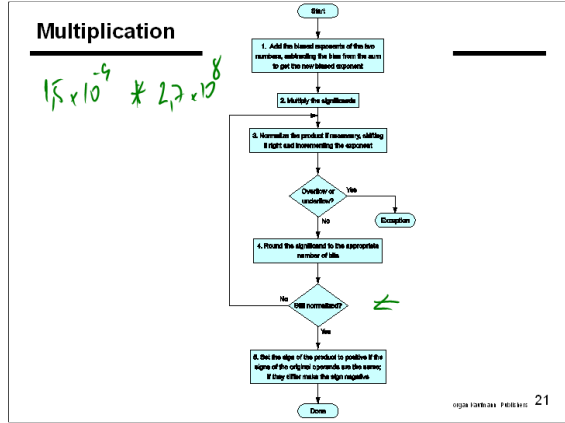 Multiplication
1,5 x 10^-9 * 2,7 x 10^8
Start
1. Add the biased exponents of the two
numbers, subtracting the bias from the sum
to get the new biased exponent
2. Multiply the significands
3. Normalize the product if necessary, shifting
it right and incrementing the exponent
Overflow or
underflow?
Yes
No
Exception
4. Round the significand to the appropriate
number of bits
No
Still normalized?
Yes
5. Set the sign of the product to positive if the
signs of the original operands are the same;
if they differ make the sign negative
Done
organ Kaufmann Publishers 21